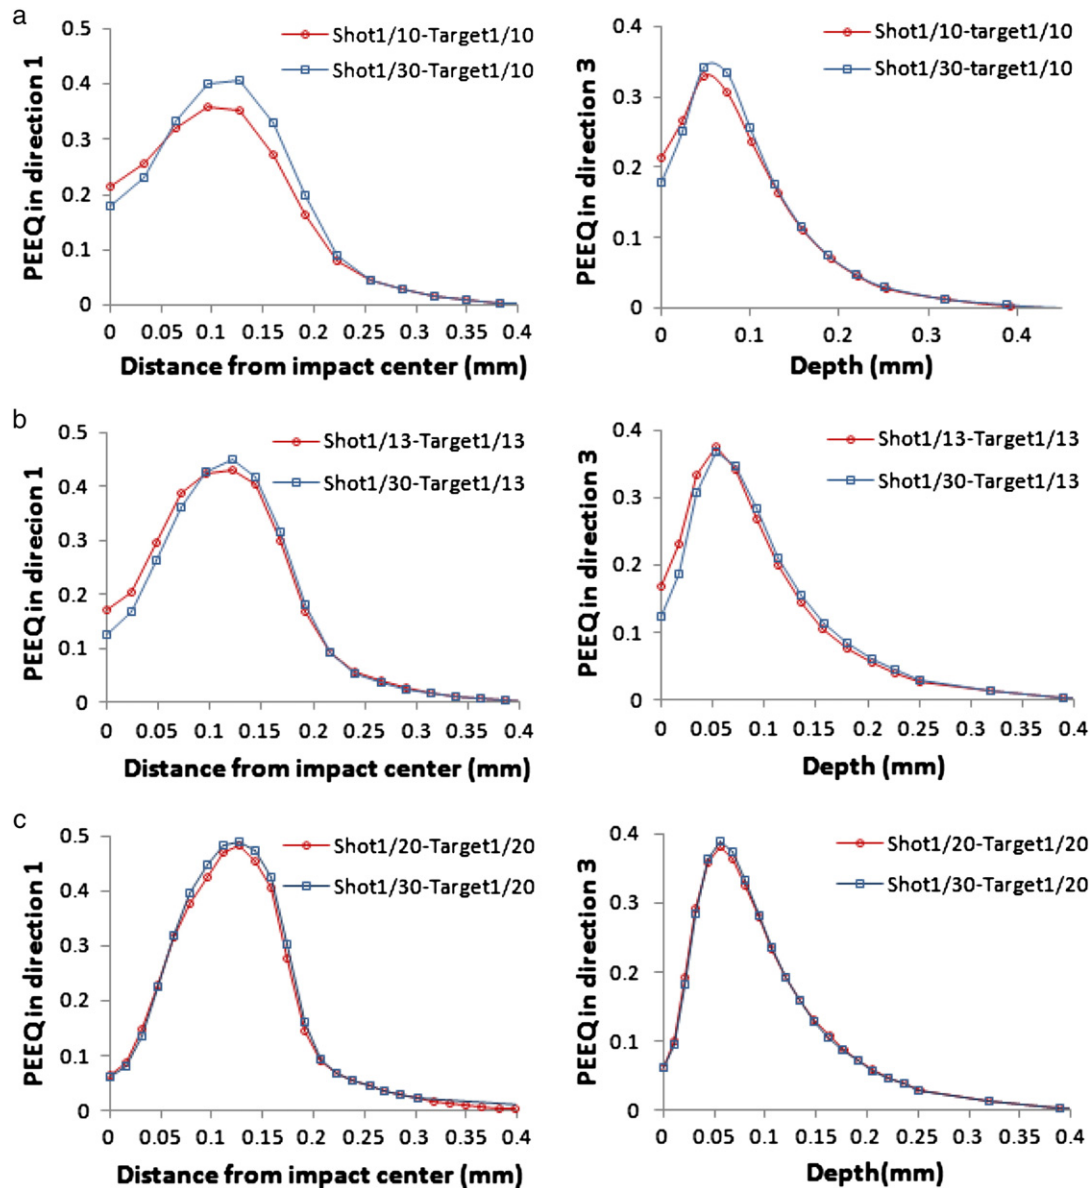 a
PEEQ in direction 1
0.5
0.4
0.3
0.2
0.1
0
Shot1/10-Target1/10
Shot1/30-Target1/10
0 0.05 0.1 0.15 0.2 0.25 0.3 0.35 0.4
Distance from impact center (mm)
PEEQ in direction 3
0.4
0.3
0.2
0.1
0
Shot1/10-target1/10
Shot1/30-target1/10
0 0.1 0.2 0.3 0.4
Depth (mm)
b
PEEQ in direcion 1
0.5
0.4
0.3
0.2
0.1
0
Shot1/13-Target1/13
Shot1/30-Target1/13
0 0.05 0.1 0.15 0.2 0.25 0.3 0.35 0.4
Distance from impact center (mm)
PEEQ in direction 3
0.4
0.3
0.2
0.1
0
Shot1/13-Target1/13
Shot1/30-Target1/13
0 0.05 0.1 0.15 0.2 0.25 0.3 0.35 0.4
Depth (mm)
c
PEEQ in direction 1
0.5
0.4
0.3
0.2
0.1
0
Shot1/20-Target1/20
Shot1/30-Target1/20
0 0.05 0.1 0.15 0.2 0.25 0.3 0.35 0.4
Distance from impact center (mm)
PEEQ in direction 3
0.4
0.3
0.2
0.1
0
Shot1/20-Target1/20
Shot1/30-Target1/20
0 0.05 0.1 0.15 0.2 0.25 0.3 0.35 0.4
Depth(mm)